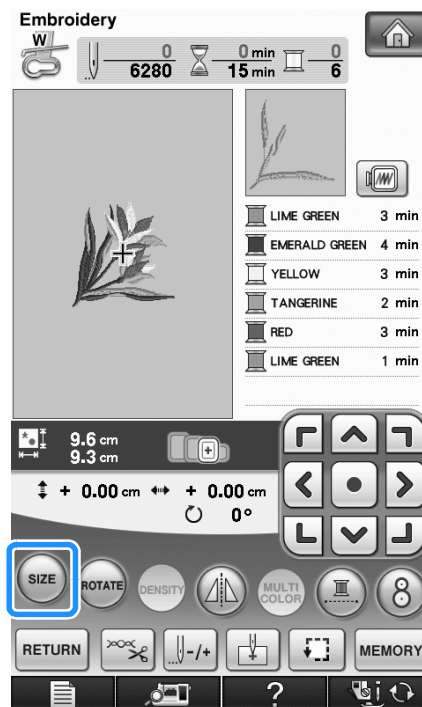 Embroidery
W
0 0 min 0
6280 15 min 6
LIME GREEN 3 min
EMERALD GREEN 4 min
YELLOW 3 min
TANGERINE 2 min
RED 3 min
LIME GREEN 1 min
9.6 cm
9.3 cm
+ 0.00 cm + 0.00 cm
0°
SIZE ROTATE DENSITY MULTI COLOR 8
RETURN -/+ MEMORY
?